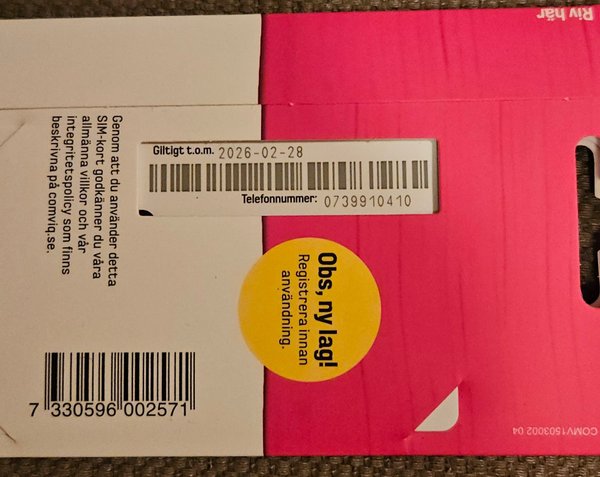 Riv här
Giltigt t.o.m. 2026-02-28
Telefonnummer: 0739910410
Genom att du använder detta
SIM-kort godkänner du våra
allmänna villkor och vår
integritetspolicy som finns
beskrivna på comviq.se.
Obs, ny lag!
Registrera innan
användning.
7 330596 002571
COMV1503002 04